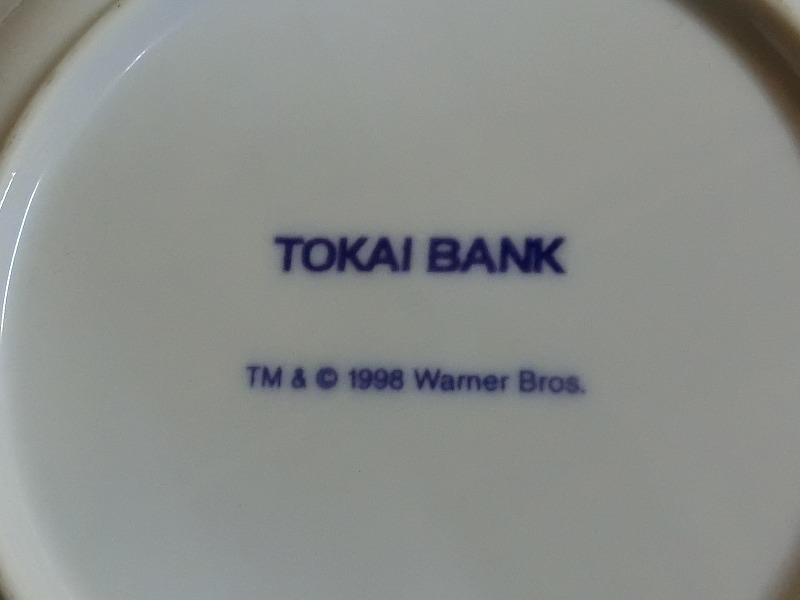 TOKAI BANK
TM & © 1998 Warner Bros.